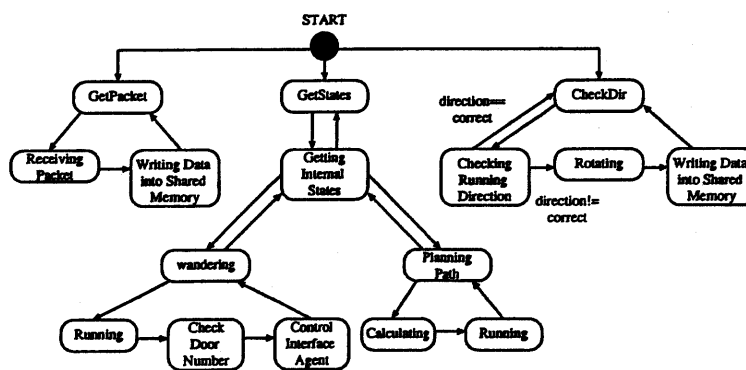 START
GetPacket
GetStates
CheckDir
direction==
correct
Receiving
Packet
Writing Data
into Shared
Memory
Getting
Internal
States
Checking
Running
Direction
Rotating
Writing Data
into Shared
Memory
direction!=
correct
wandering
Planning
Path
Running
Check
Door
Number
Control
Interface
Agent
Calculating
Running